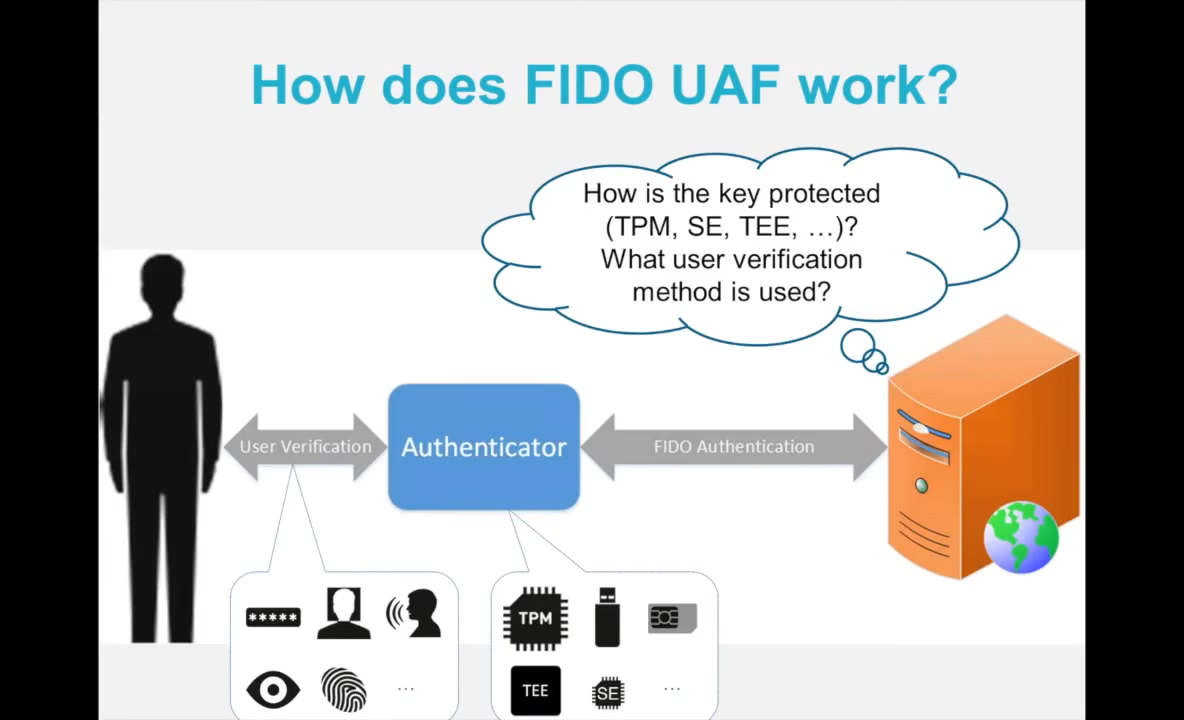 How does FIDO UAF work?
How is the key protected
(TPM, SE, TEE, …)?
What user verification
method is used?
User Verification
Authenticator
FIDO Authentication
*****
TPM
...
TEE
SE
...